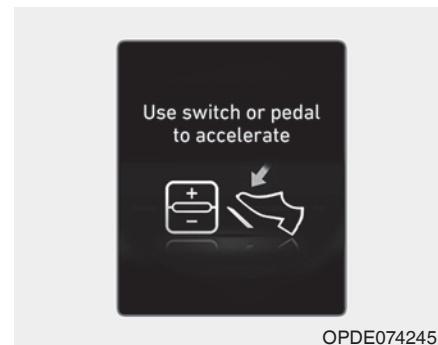 Use switch or pedal
to accelerate
+
-
OPDE074245